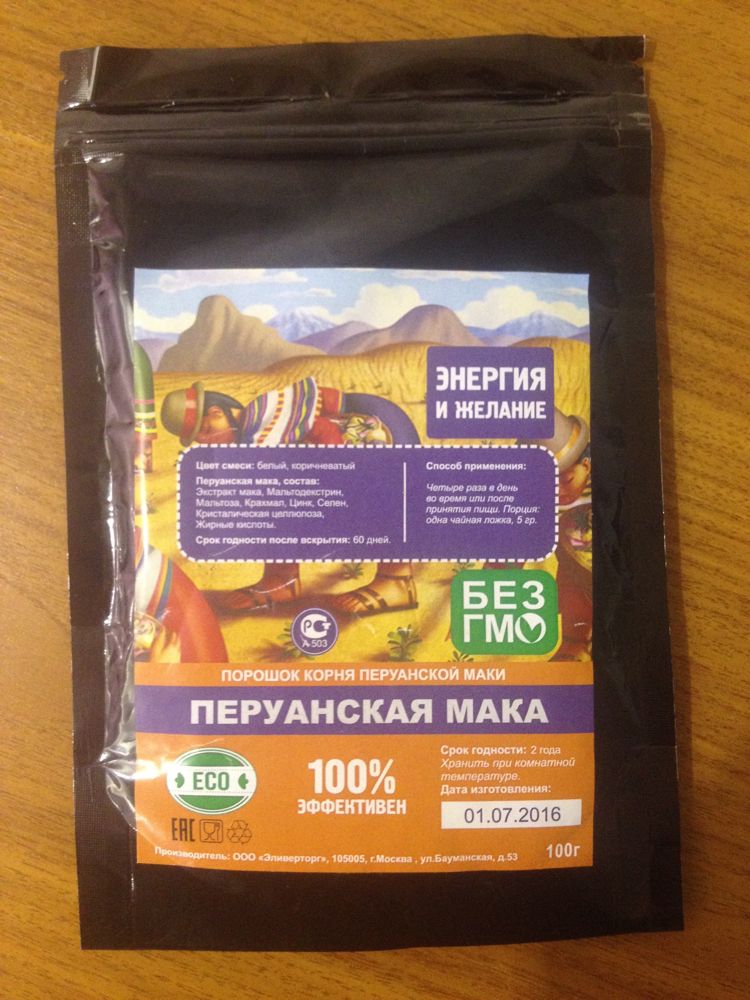 ЭНЕРГИЯ
И ЖЕЛАНИЕ
Цвет смеси: белый, коричневатый
Перуанская мака, состав:
Экстракт мака, Мальтодекстрин,
Мальтоза, Крахмал, Цинк, Селен,
Кристалическая целлюлоза,
Жирные кислоты.
Срок годности после вскрытия: 60 дней.
Способ применения:
Четыре раза в день
во время или после
принятия пищи. Порция:
одна чайная ложка, 5 гр.
БЕЗ
ГМО
РСТ
А-503
ПОРОШОК КОРНЯ ПЕРУАНСКОЙ МАКИ
ПЕРУАНСКАЯ МАКА
ECO
100%
ЭФФЕКТИВЕН
Срок годности: 2 года
Хранить при комнатной
температуре.
Дата изготовления:
01.07.2016
EAC
Производитель: ООО «Эливерторг», 105005, г.Москва , ул.Бауманская, д.53
100г